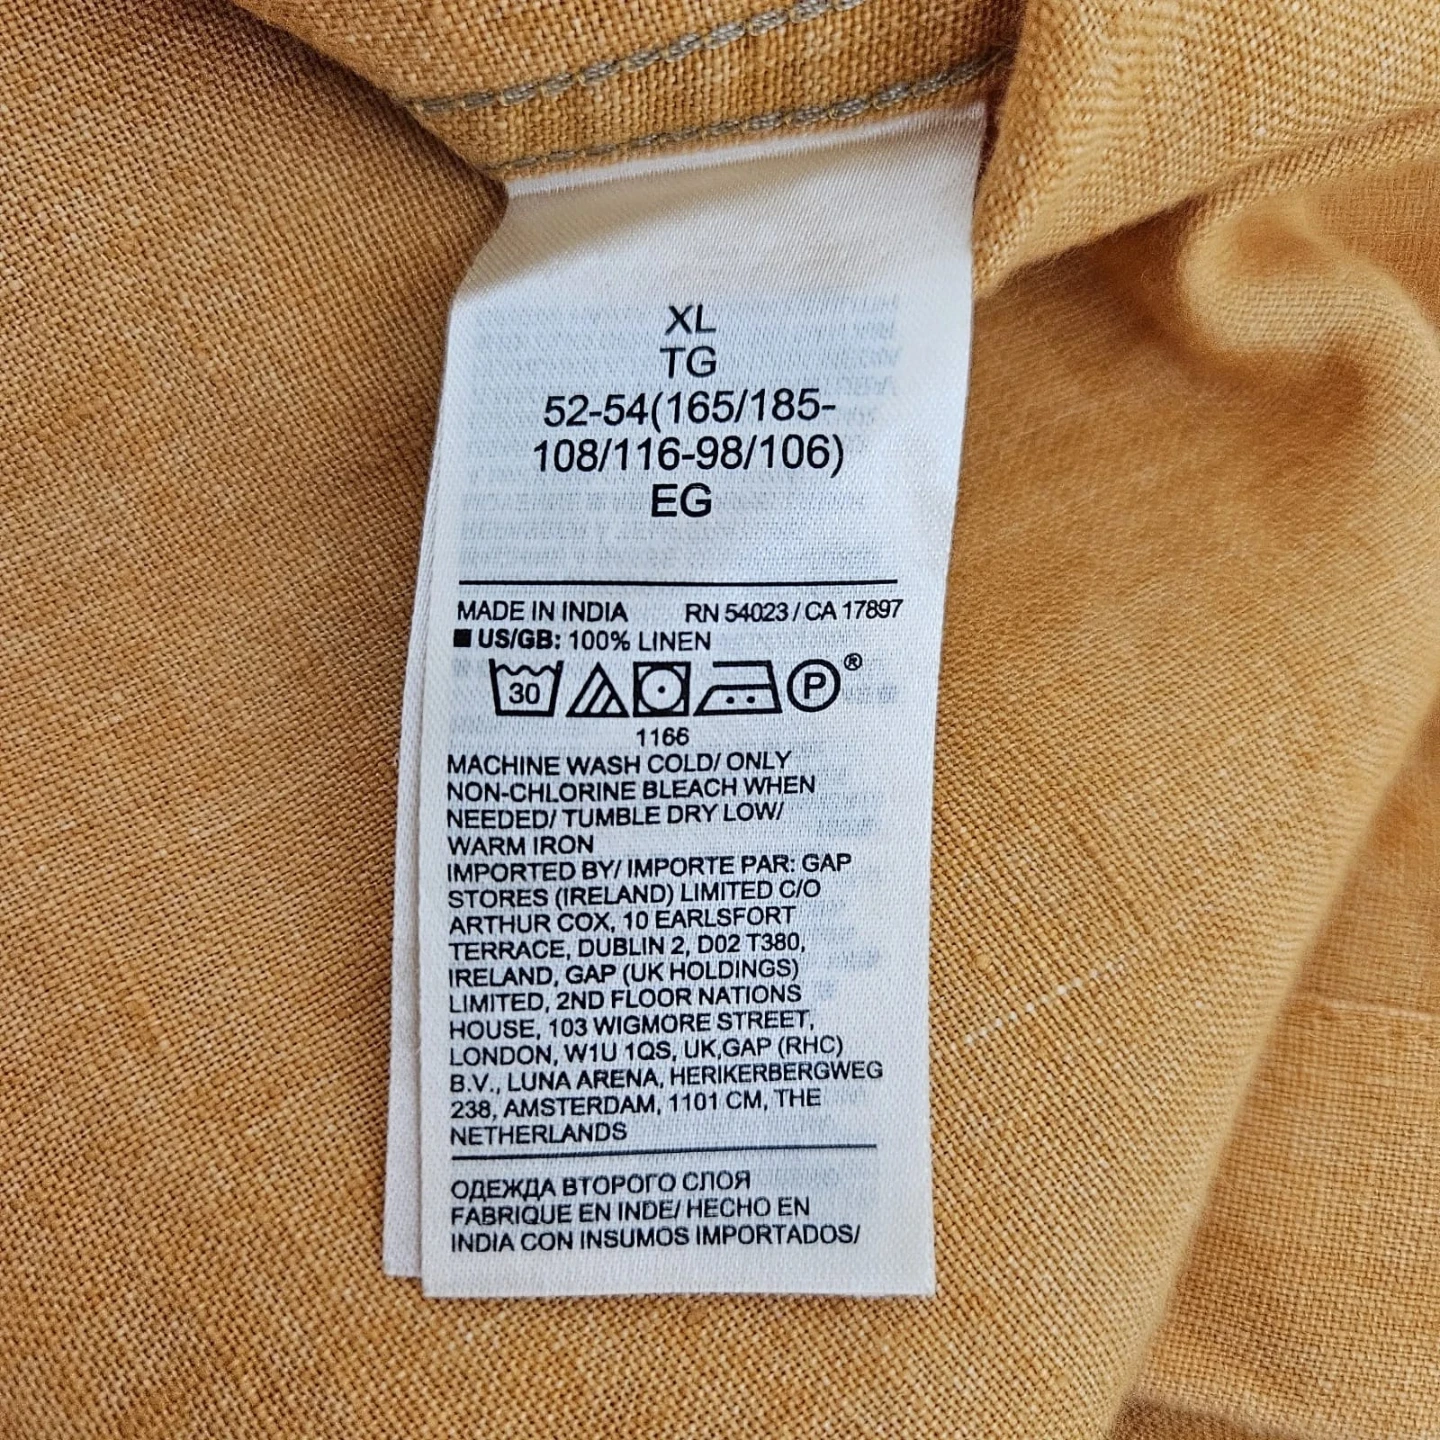 XL
TG
52-54(165/185-
108/116-98/106)
EG
MADE IN INDIA RN 54023 / CA 17897
US/GB: 100% LINEN
30 P ®
1166
MACHINE WASH COLD/ ONLY
NON-CHLORINE BLEACH WHEN
NEEDED/ TUMBLE DRY LOW/
WARM IRON
IMPORTED BY/ IMPORTE PAR: GAP
STORES (IRELAND) LIMITED C/O
ARTHUR COX, 10 EARLSFORT
TERRACE, DUBLIN 2, D02 T380,
IRELAND, GAP (UK HOLDINGS)
LIMITED, 2ND FLOOR NATIONS
HOUSE, 103 WIGMORE STREET,
LONDON, W1U 1QS, UK,GAP (RHC)
B.V., LUNA ARENA, HERIKERBERGWEG
238, AMSTERDAM, 1101 CM, THE
NETHERLANDS
ОДЕЖДА ВТОРОГО СЛОЯ
FABRIQUE EN INDE/ HECHO EN
INDIA CON INSUMOS IMPORTADOS/